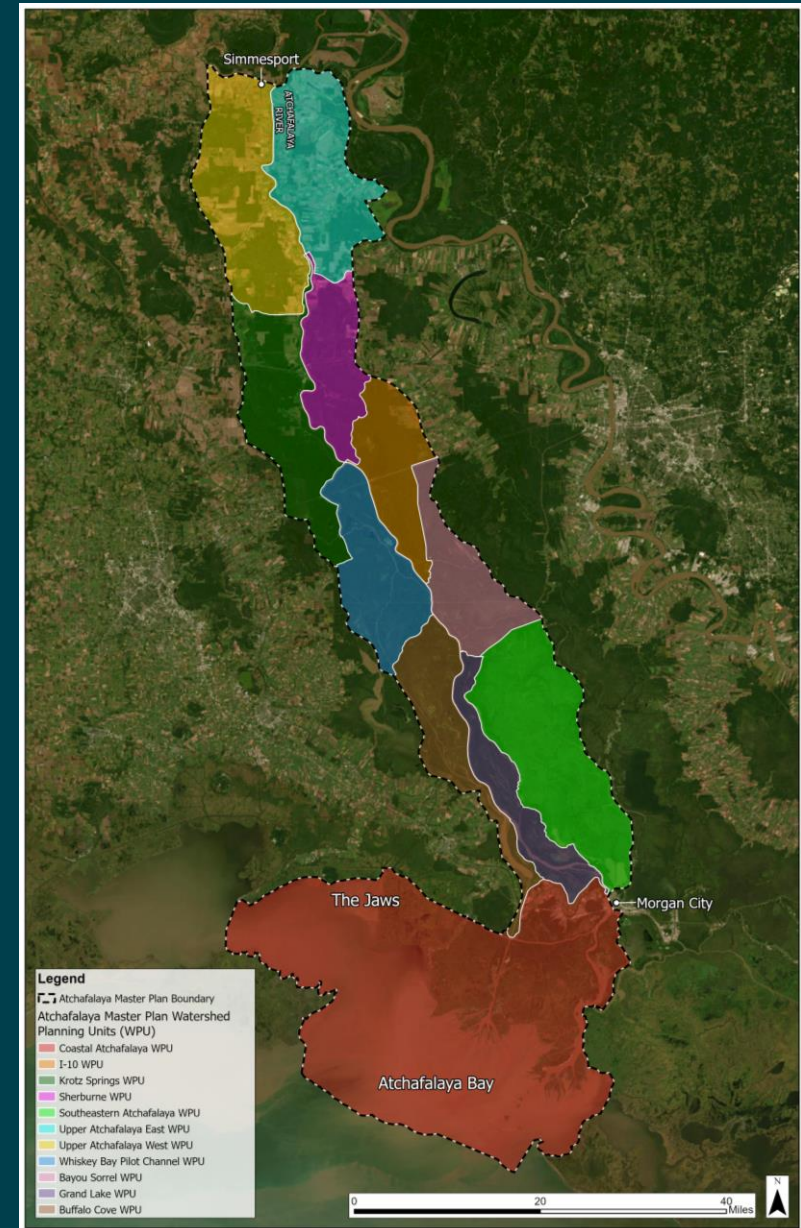 Simmesport
ATCHAFALAYA
RIVER
The Jaws
Morgan City
Atchafalaya Bay
Legend
Atchafalaya Master Plan Boundary
Atchafalaya Master Plan Watershed
Planning Units (WPU)
Coastal Atchafalaya WPU
I-10 WPU
Krotz Springs WPU
Sherburne WPU
Southeastern Atchafalaya WPU
Upper Atchafalaya East WPU
Upper Atchafalaya West WPU
Whiskey Bay Pilot Channel WPU
Bayou Sorrel WPU
Grand Lake WPU
Buffalo Cove WPU
0 20 40
Miles
N